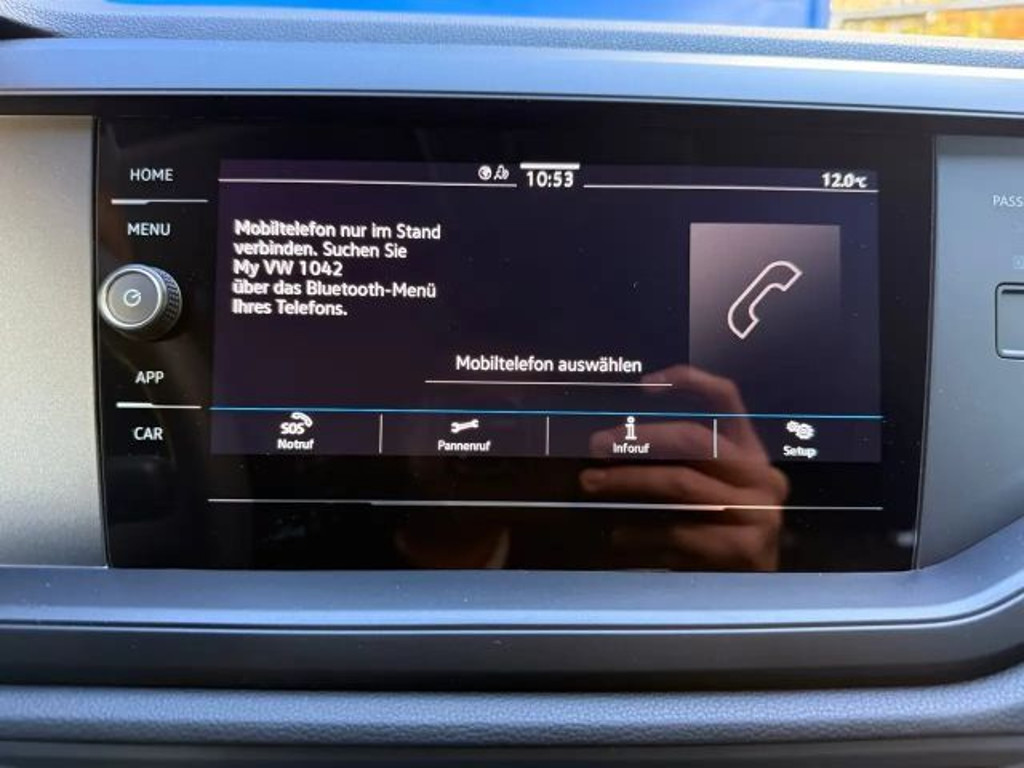 HOME
MENU
APP
CAR
10:53
12.0°C
Mobiltelefon nur im Stand
verbinden. Suchen Sie
My VW 1042
über das Bluetooth-Menü
Ihres Telefons.
Mobiltelefon auswählen
SOS
Notruf
Pannenruf
Inforuf
Setup
PASS